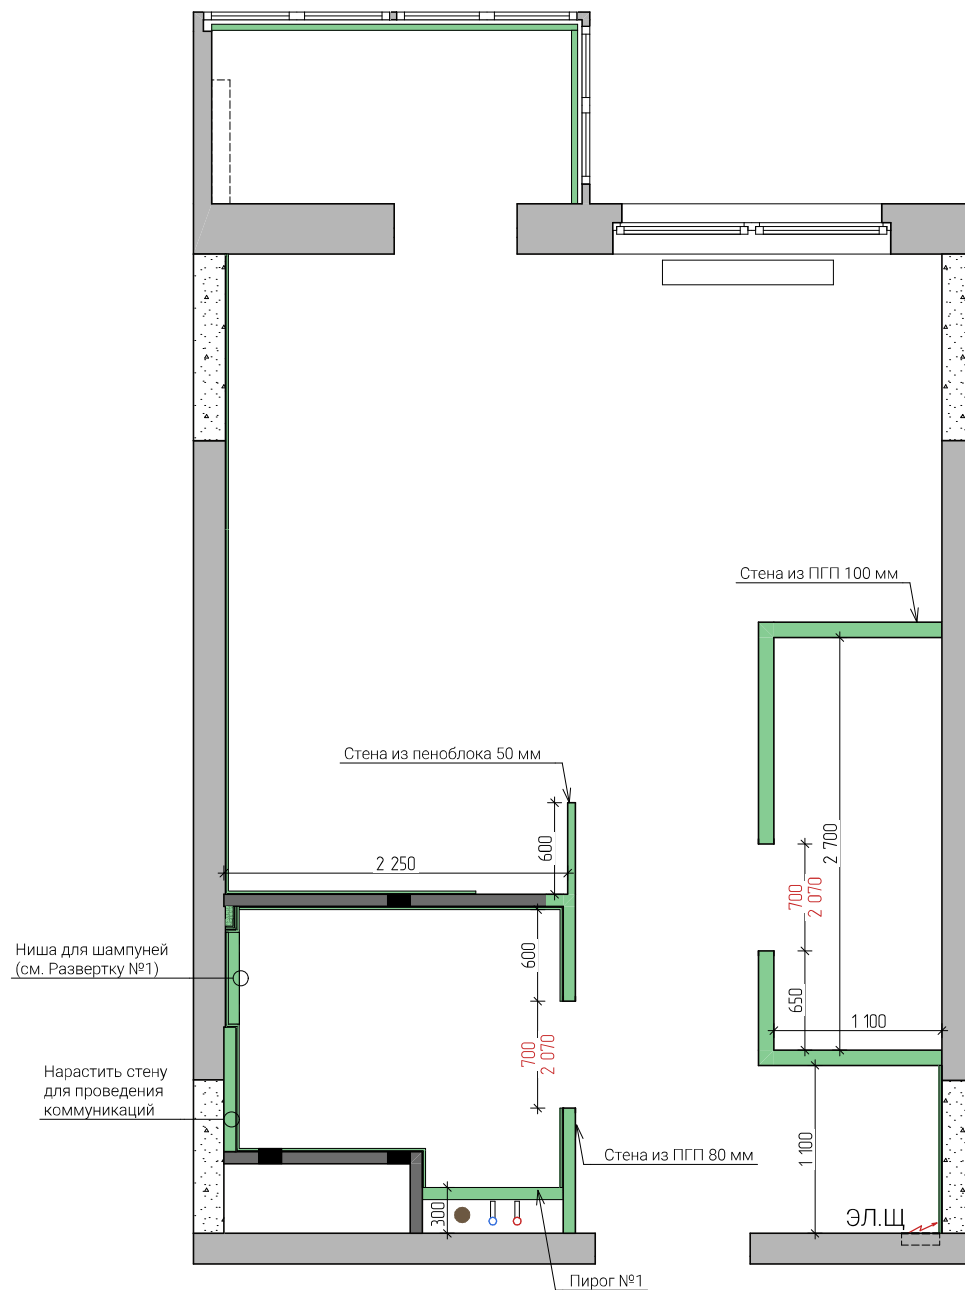 Стена из ПГП 100 мм
2 700
Стена из пеноблока 50 мм
600
2 250
700
2 070
Ниша для шампуней
(см. Развертку №1)
600
650
1 100
700
2 070
Нарастить стену
для проведения
коммуникаций
Стена из ПГП 80 мм
1 100
300
ЭЛ.Щ
Пирог №1